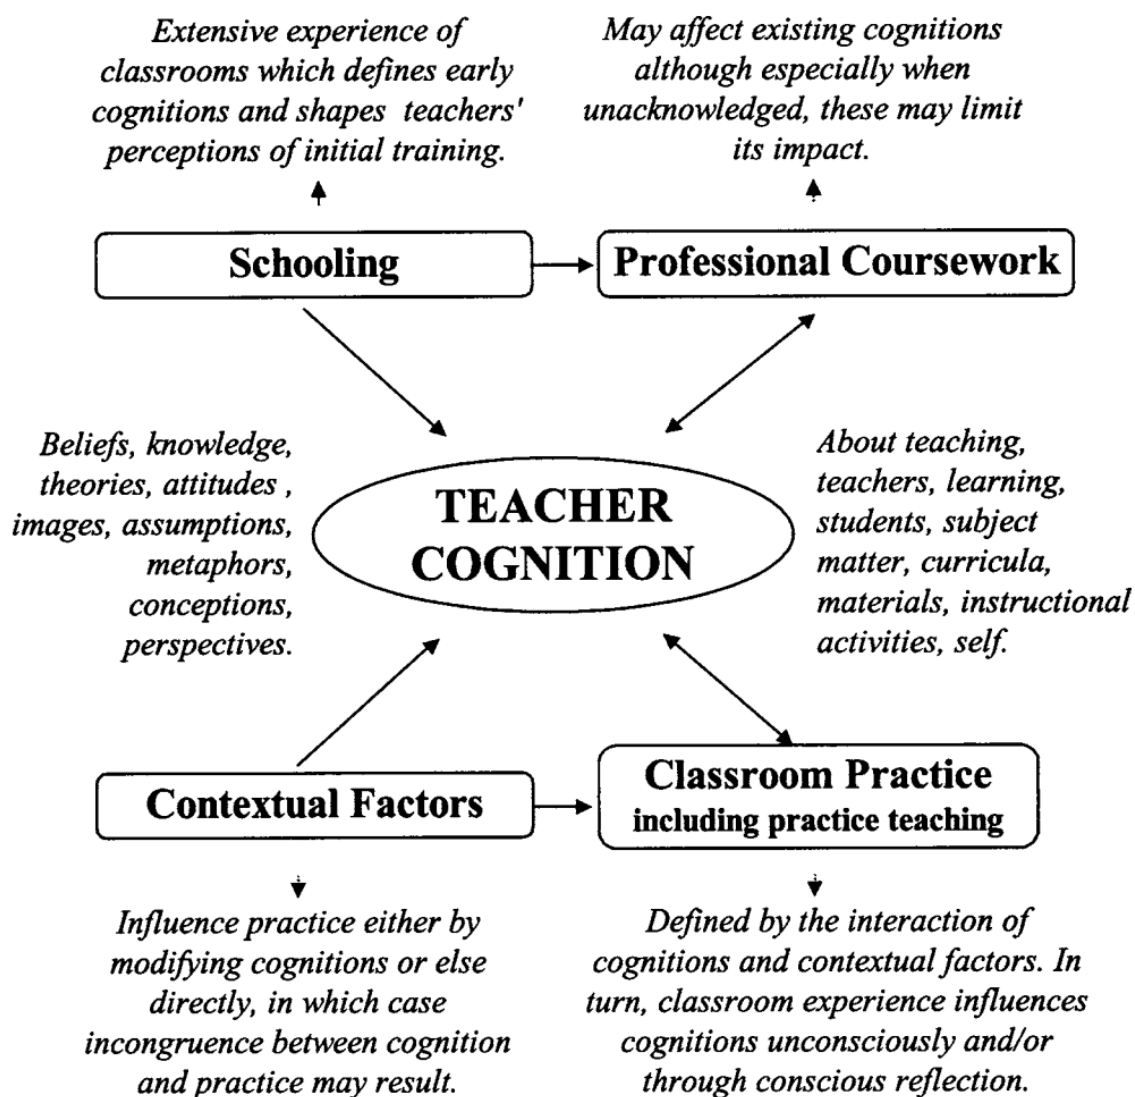 Extensive experience of
classrooms which defines early
cognitions and shapes teachers'
perceptions of initial training.
May affect existing cognitions
although especially when
unacknowledged, these may limit
its impact.
Schooling
Professional Coursework
Beliefs, knowledge,
theories, attitudes ,
images, assumptions,
metaphors,
conceptions,
perspectives.
TEACHER
COGNITION
About teaching,
teachers, learning,
students, subject
matter, curricula,
materials, instructional
activities, self.
Contextual Factors
Classroom Practice
including practice teaching
Influence practice either by
modifying cognitions or else
directly, in which case
incongruence between cognition
and practice may result.
Defined by the interaction of
cognitions and contextual factors. In
turn, classroom experience influences
cognitions unconsciously and/or
through conscious reflection.